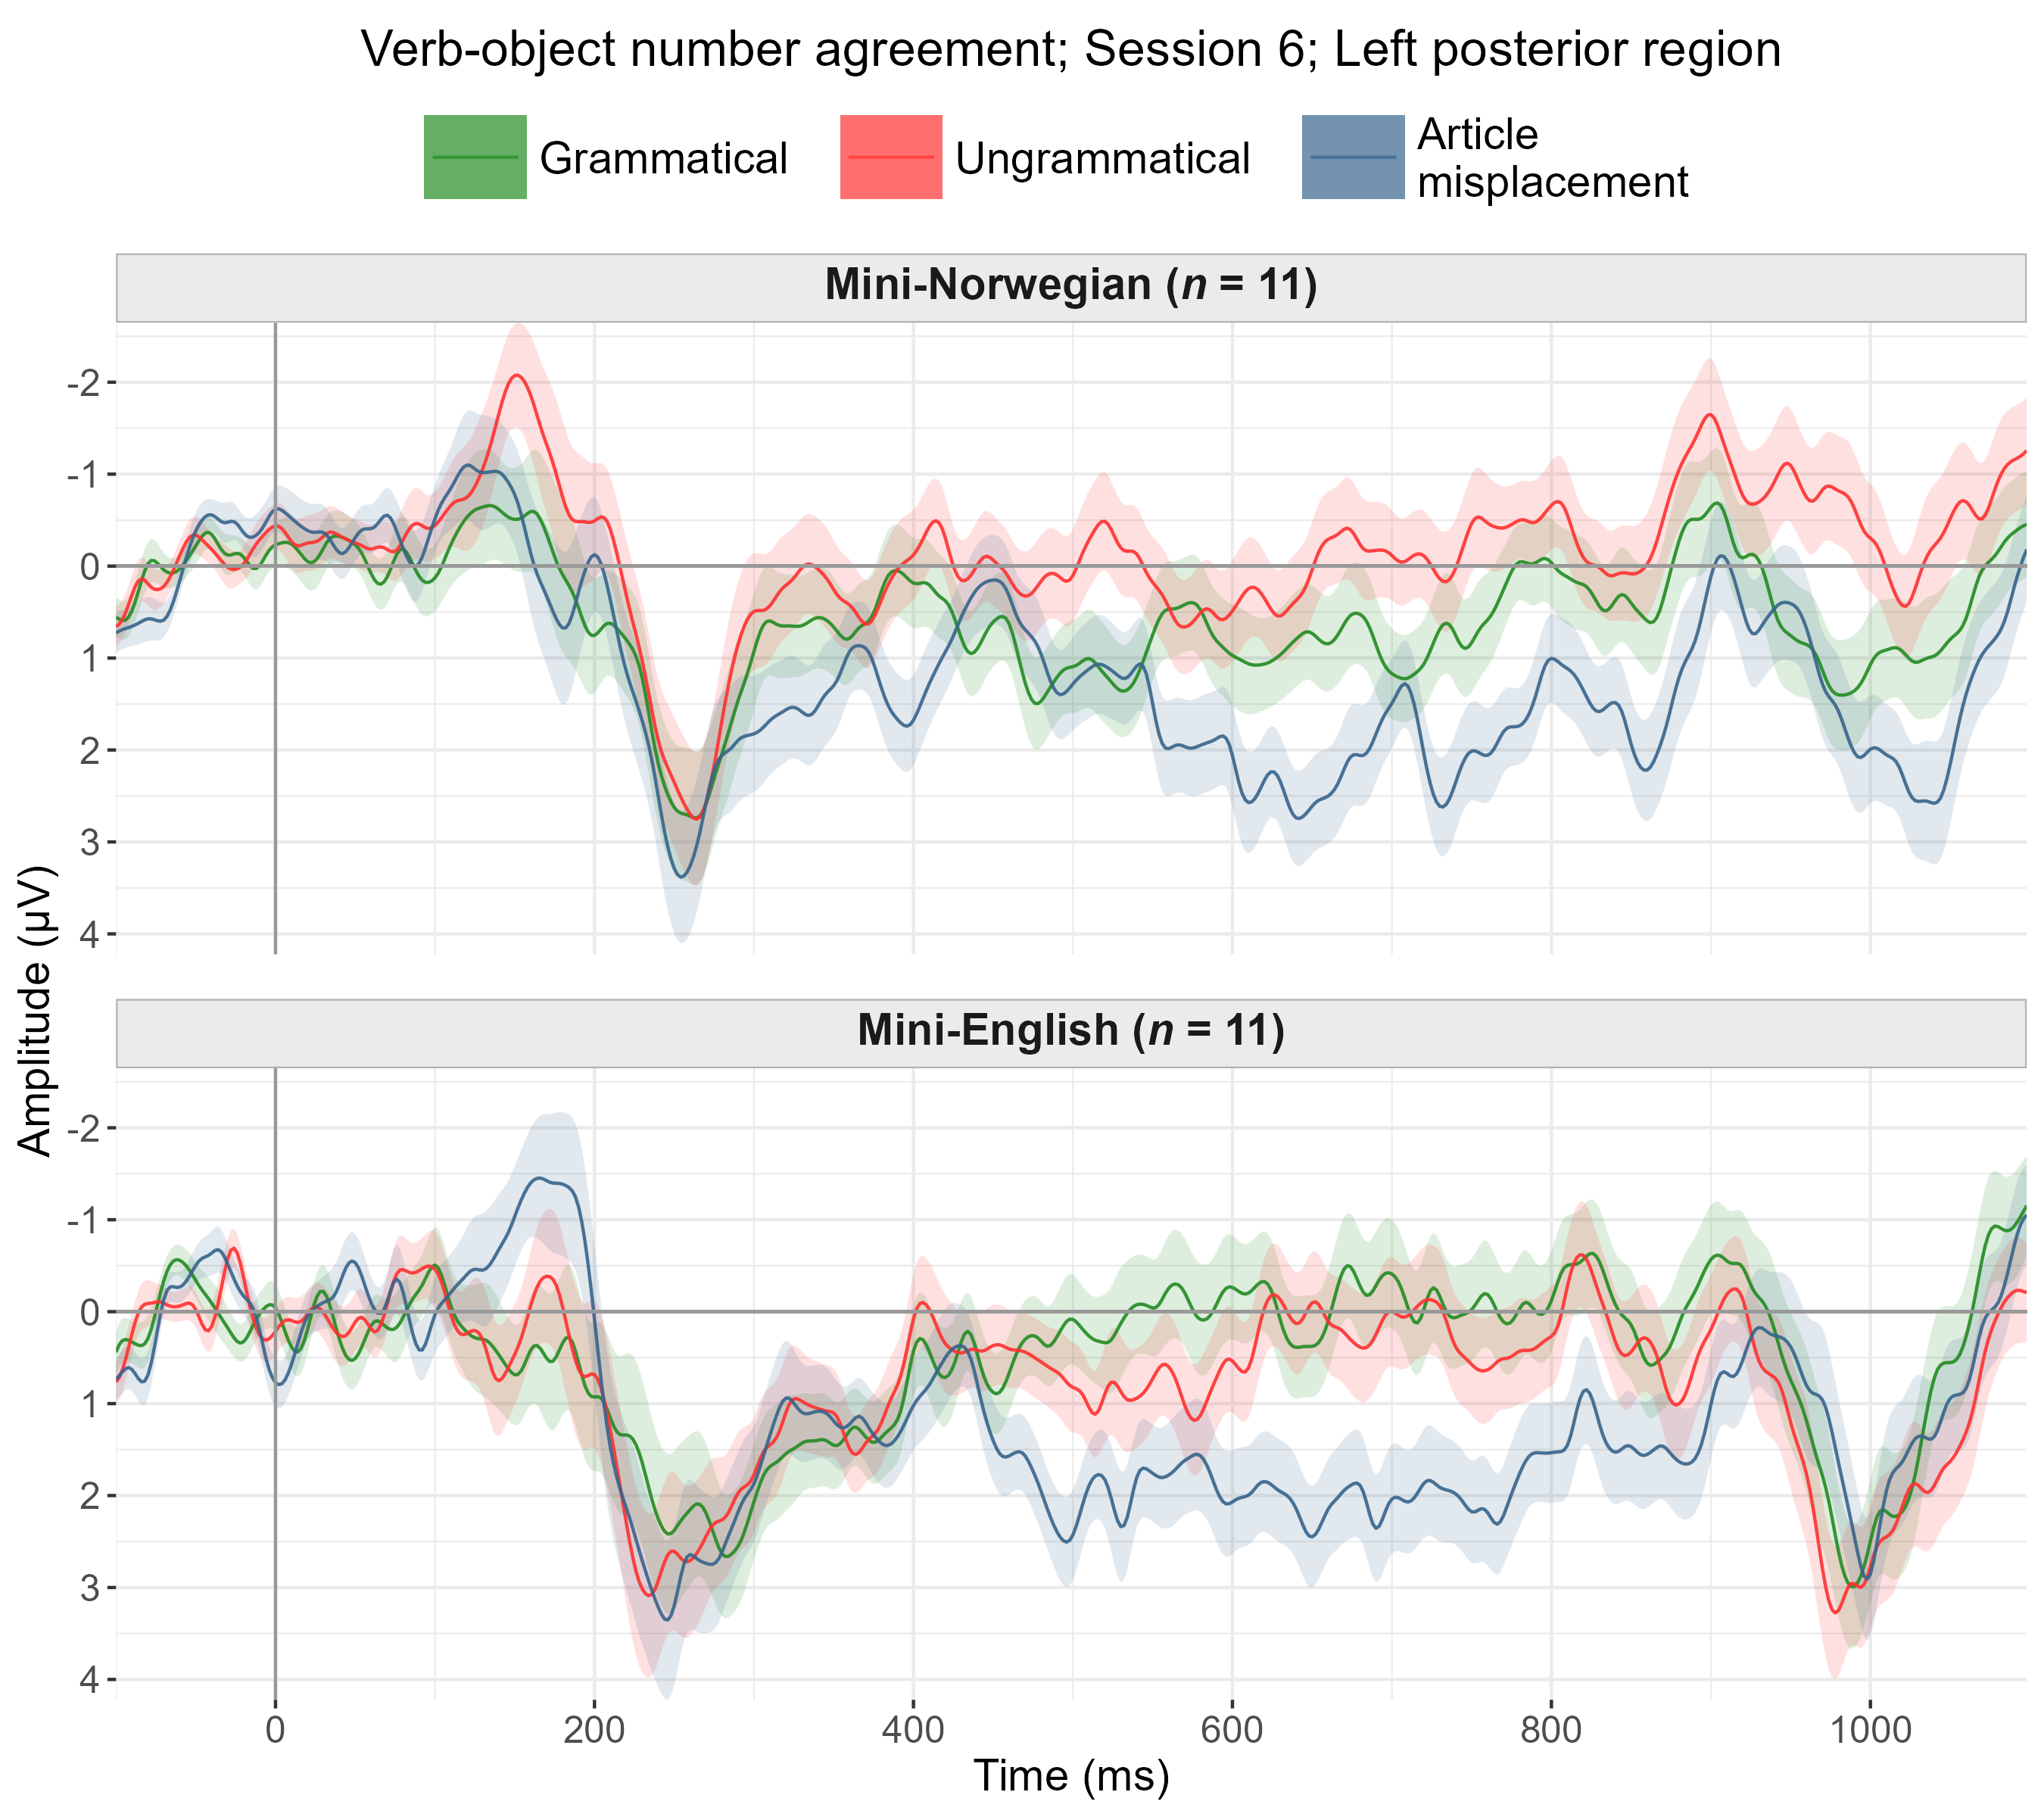 Verb-object number agreement; Session 6; Left posterior region
Grammatical
Ungrammatical
Article
misplacement
Mini-Norwegian (n = 11)
-2
-1
0
1
2
3
4
Amplitude (µV)
Mini-English (n = 11)
-2
-1
0
1
2
3
4
0 200 400 600 800 1000
Time (ms)